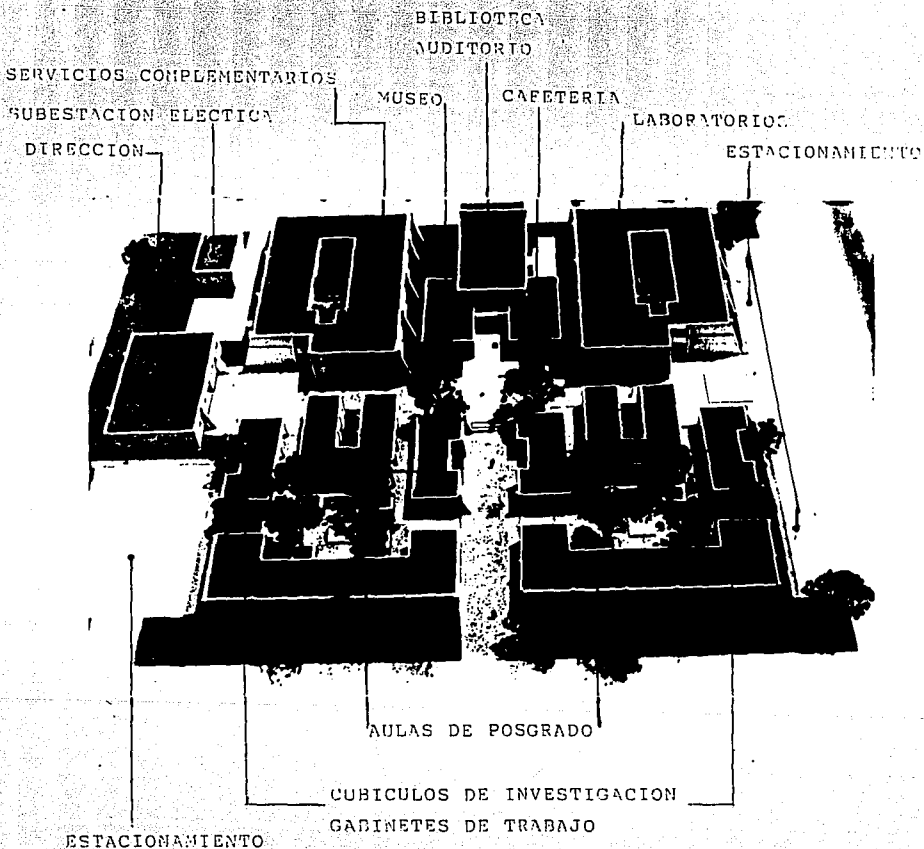 BIBLIOTECA
AUDITORIO
SERVICIOS COMPLEMENTARIOS
MUSEO
CAFETERIA
SUBESTACION ELECTICA
LABORATORIOS
DIRECCION
ESTACIONAMIENTO
AULAS DE POSGRADO
CUBICULOS DE INVESTIGACION
GABINETES DE TRABAJO
ESTACIONAMIENTO